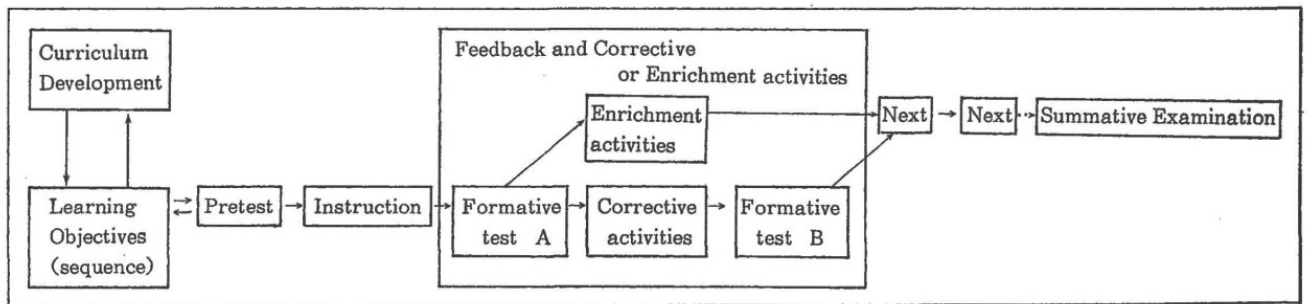 Curriculum
Development
Learning
Objectives
(sequence)
Pretest
Instruction
Feedback and Corrective
or Enrichment activities
Enrichment
activities
Formative
test A
Corrective
activities
Formative
test B
Next
Next
Summative Examination